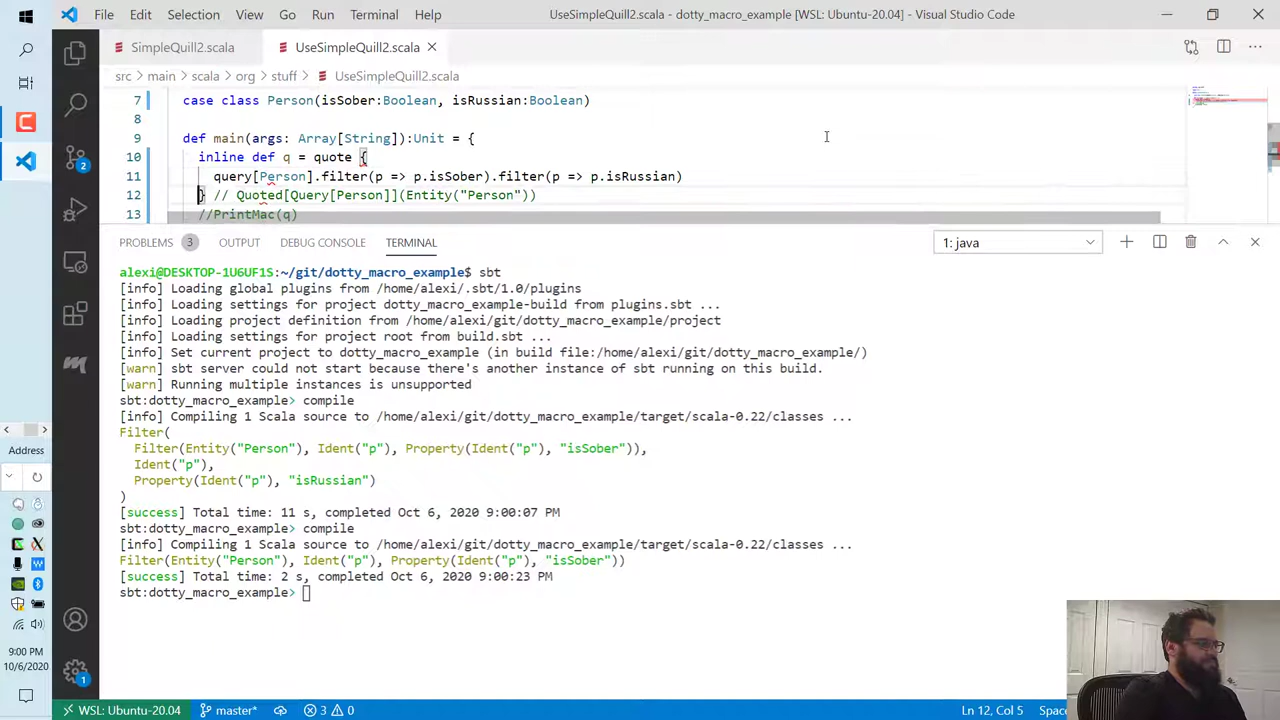 File Edit Selection View Go Run Terminal Help
UseSimpleQuill2.scala - dotty_macro_example [WSL: Ubuntu-20.04] - Visual Studio Code
SimpleQuill2.scala
UseSimpleQuill2.scala
src > main > scala > org > stuff > UseSimpleQuill2.scala
7 case class Person(isSober:Boolean, isRussian:Boolean)
8
9 def main(args: Array[String]):Unit = {
10 inline def q = quote {
11 query[Person].filter(p => p.isSober).filter(p => p.isRussian)
12 } // Quoted[Query[Person]](Entity("Person"))
13 //PrintMac(q)
PROBLEMS 3 OUTPUT DEBUG CONSOLE TERMINAL
1: java
alexi@DESKTOP-1U6UF1S:~/git/dotty_macro_example$ sbt
[info] Loading global plugins from /home/alexi/.sbt/1.0/plugins
[info] Loading settings for project dotty_macro_example-build from plugins.sbt ...
[info] Loading project definition from /home/alexi/git/dotty_macro_example/project
[info] Loading settings for project root from build.sbt ...
[info] Set current project to dotty_macro_example (in build file:/home/alexi/git/dotty_macro_example/)
[warn] sbt server could not start because there's another instance of sbt running on this build.
[warn] Running multiple instances is unsupported
sbt:dotty_macro_example> compile
[info] Compiling 1 Scala source to /home/alexi/git/dotty_macro_example/target/scala-0.22/classes ...
Filter(
Filter(Entity("Person"), Ident("p"), Property(Ident("p"), "isSober")),
Ident("p"),
Property(Ident("p"), "isRussian")
)
[success] Total time: 11 s, completed Oct 6, 2020 9:00:07 PM
sbt:dotty_macro_example> compile
[info] Compiling 1 Scala source to /home/alexi/git/dotty_macro_example/target/scala-0.22/classes ...
Filter(Entity("Person"), Ident("p"), Property(Ident("p"), "isSober"))
[success] Total time: 2 s, completed Oct 6, 2020 9:00:23 PM
sbt:dotty_macro_example>
2
1
Address
9:00 PM
10/6/2020
WSL: Ubuntu-20.04 master* 3 0
Ln 12, Col 5 Space